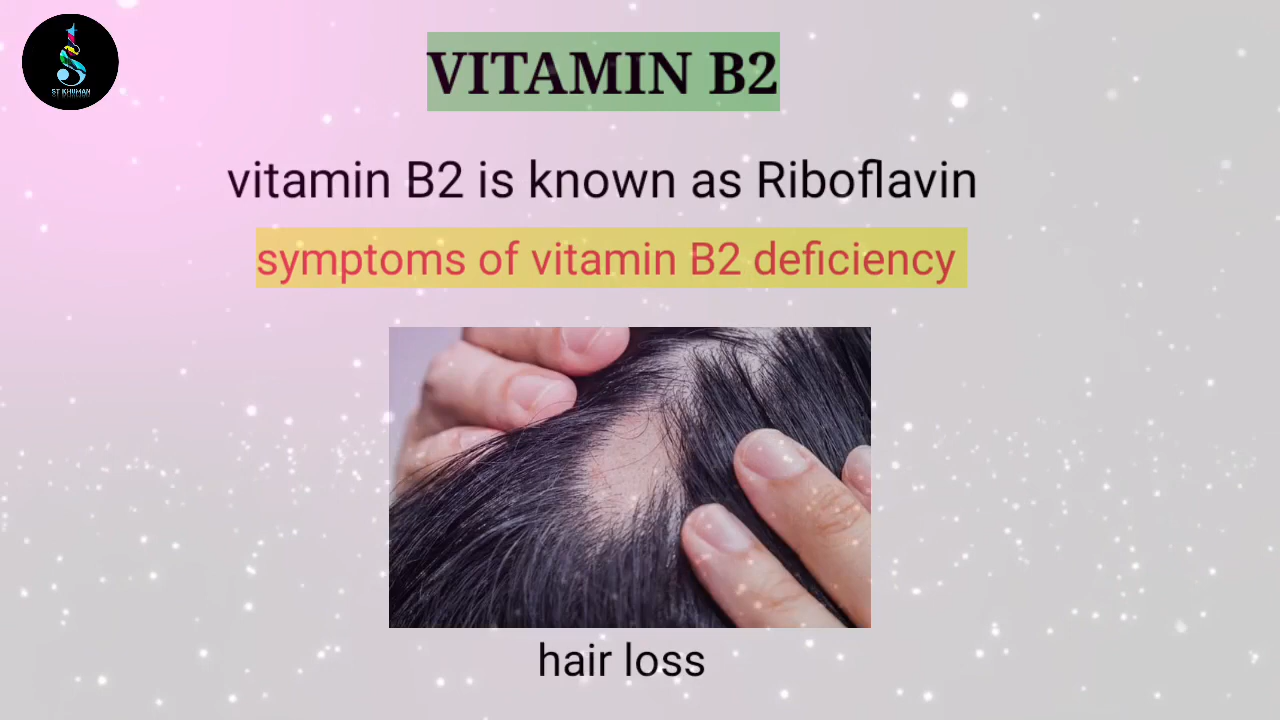 ST KHUMAN
VITAMIN B2
vitamin B2 is known as Riboflavin
symptoms of vitamin B2 deficiency
hair loss